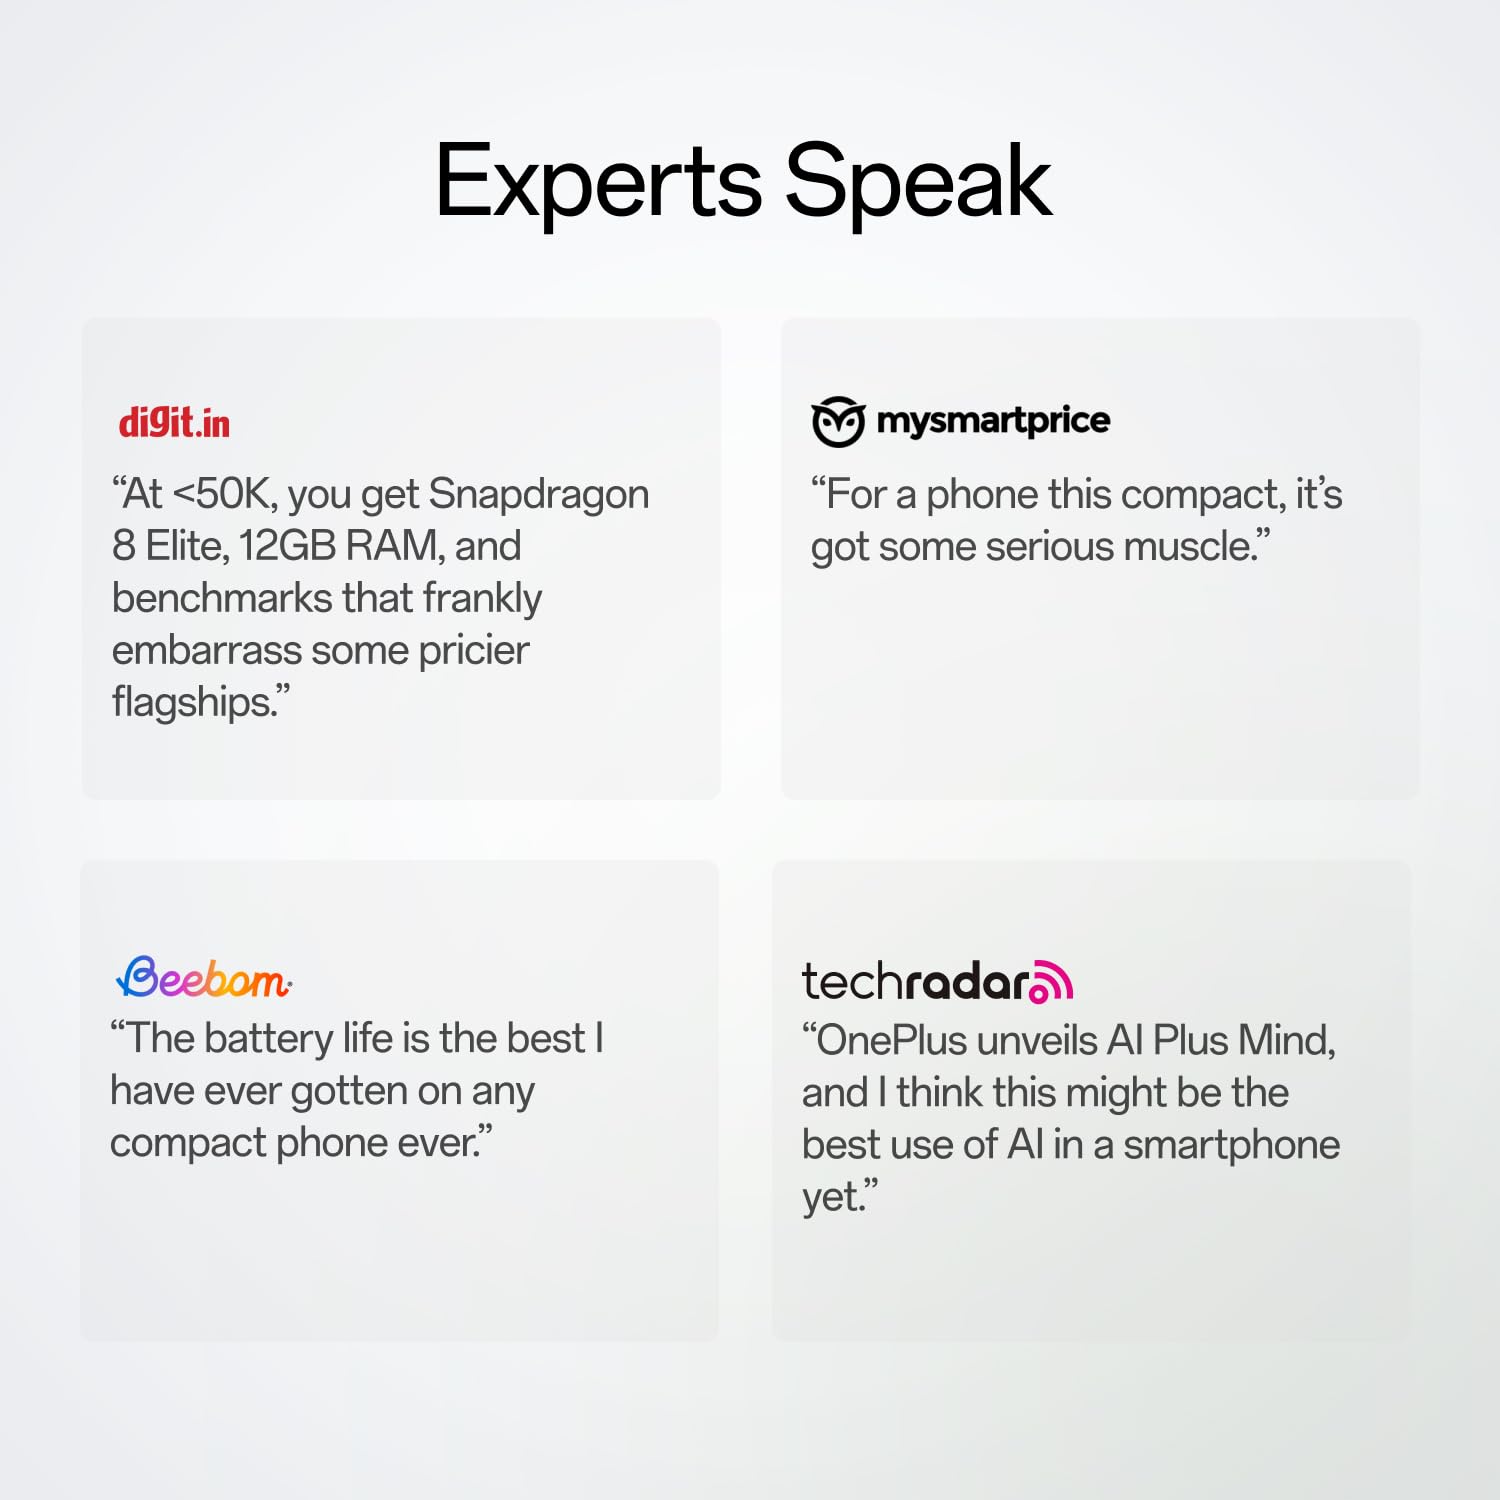 Experts Speak
digit.in
“At <50K, you get Snapdragon
8 Elite, 12GB RAM, and
benchmarks that frankly
embarrass some pricier
flagships.”
mysmartprice
“For a phone this compact, it’s
got some serious muscle.”
Beebom
“The battery life is the best I
have ever gotten on any
compact phone ever.”
techradar
“OnePlus unveils AI Plus Mind,
and I think this might be the
best use of AI in a smartphone
yet.”